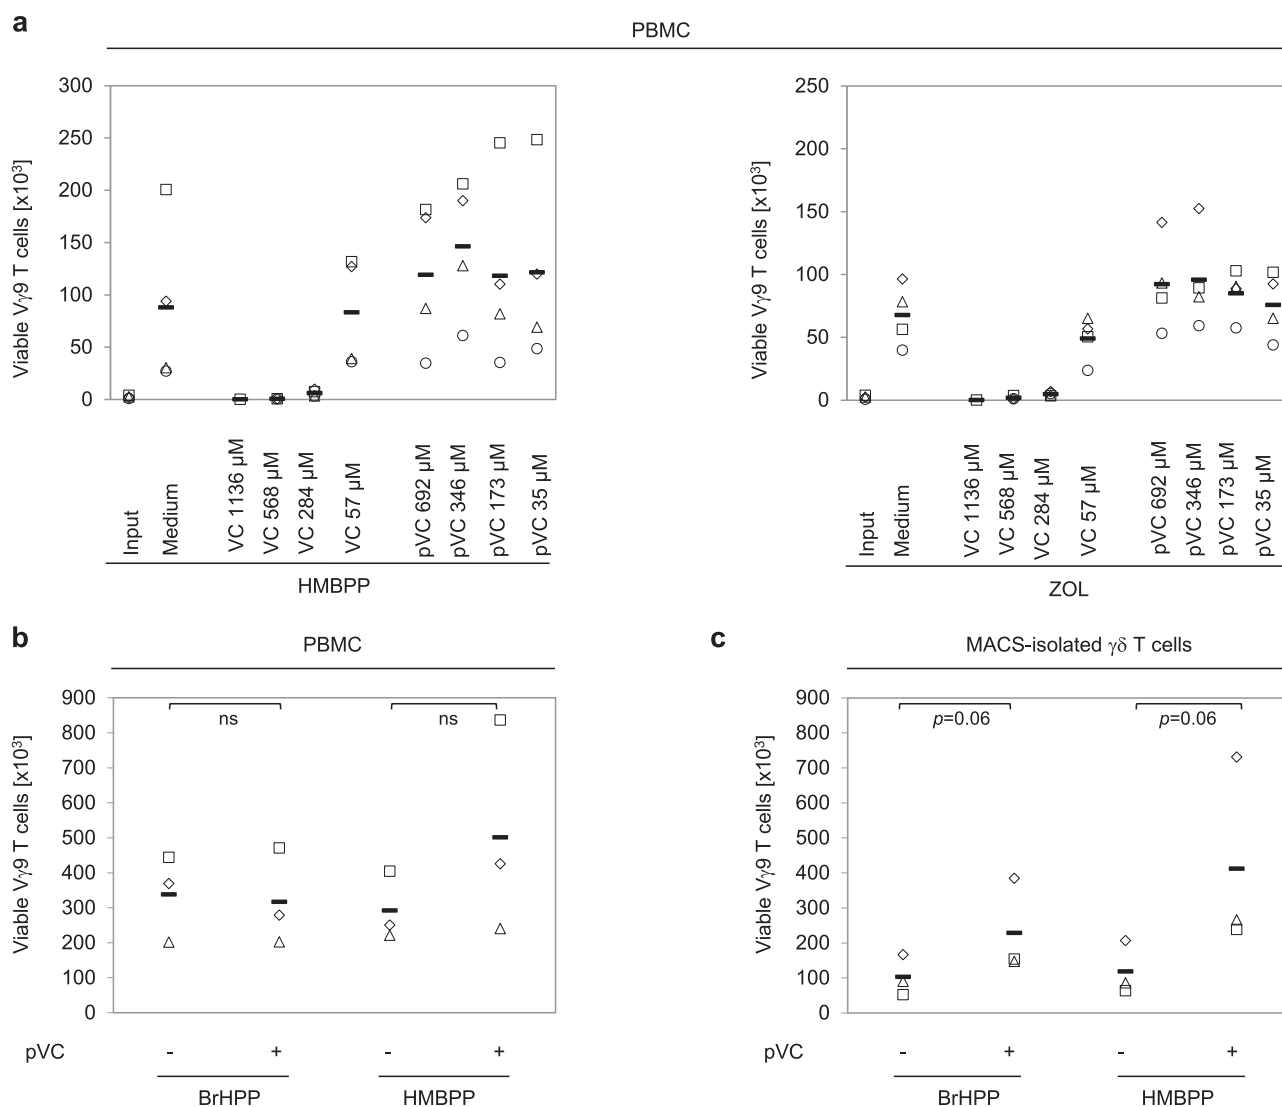 a
PBMC
Viable Vγ9 T cells [x10³]
300
250
200
150
100
50
0
Input
Medium
VC 1136 µM
VC 568 µM
VC 284 µM
VC 57 µM
pVC 692 µM
pVC 346 µM
pVC 173 µM
pVC 35 µM
HMBPP
Viable Vγ9 T cells [x10³]
250
200
150
100
50
0
Input
Medium
VC 1136 µM
VC 568 µM
VC 284 µM
VC 57 µM
pVC 692 µM
pVC 346 µM
pVC 173 µM
pVC 35 µM
ZOL
b
PBMC
Viable Vγ9 T cells [x10³]
900
800
700
600
500
400
300
200
100
0
ns
ns
pVC - + - +
BrHPP HMBPP
c
MACS-isolated γδ T cells
Viable Vγ9 T cells [x10³]
900
800
700
600
500
400
300
200
100
0
p=0.06
p=0.06
pVC - + - +
BrHPP HMBPP